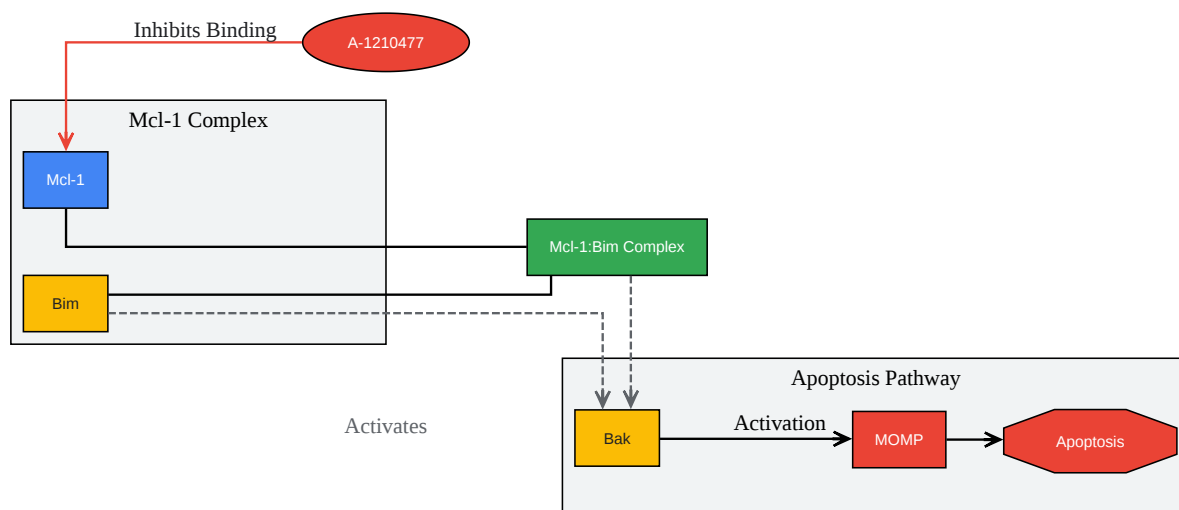 Inhibits Binding
A-1210477
Mcl-1 Complex
Mcl-1
Mcl-1:Bim Complex
Bim
Apoptosis Pathway
Activates
Bak
Activation
MOMP
Apoptosis